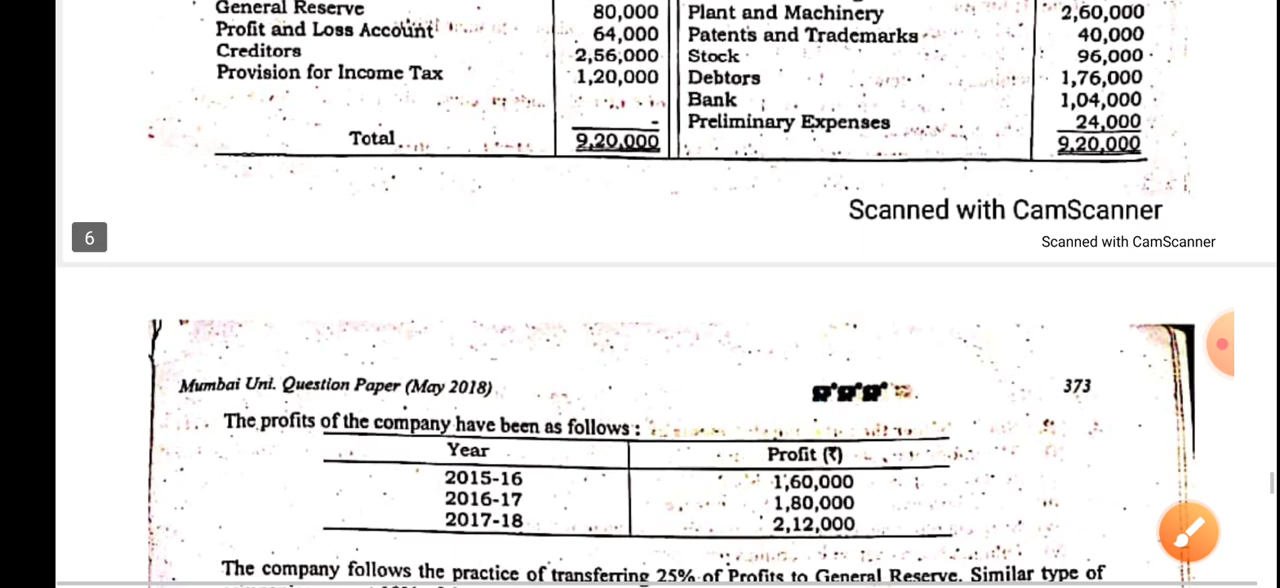 General Reserve 80,000 Plant and Machinery 2,60,000
Profit and Loss Account 64,000 Patents and Trademarks 40,000
Creditors 2,56,000 Stock 96,000
Provision for Income Tax 1,20,000 Debtors 1,76,000
Bank 1,04,000
- Preliminary Expenses 24,000
Total 9,20,000 9,20,000
Scanned with CamScanner
6
Scanned with CamScanner
Mumbai Uni. Question Paper (May 2018) 373
The profits of the company have been as follows :
Year Profit (₹)
2015-16 1,60,000
2016-17 1,80,000
2017-18 2,12,000
The company follows the practice of transferring 25% of Profits to General Reserve. Similar type of